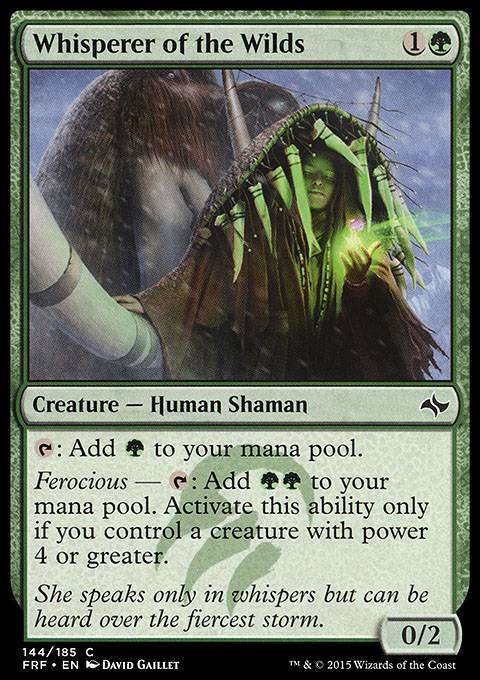 Whisperer of the Wilds 1
Creature — Human Shaman
: Add to your mana pool.
Ferocious — : Add to your
mana pool. Activate this ability only
if you control a creature with power
4 or greater.
She speaks only in whispers but can be
heard over the fiercest storm.
0/2
144/185 C
FRF • EN David Gaillet
™ & © 2015 Wizards of the Coast